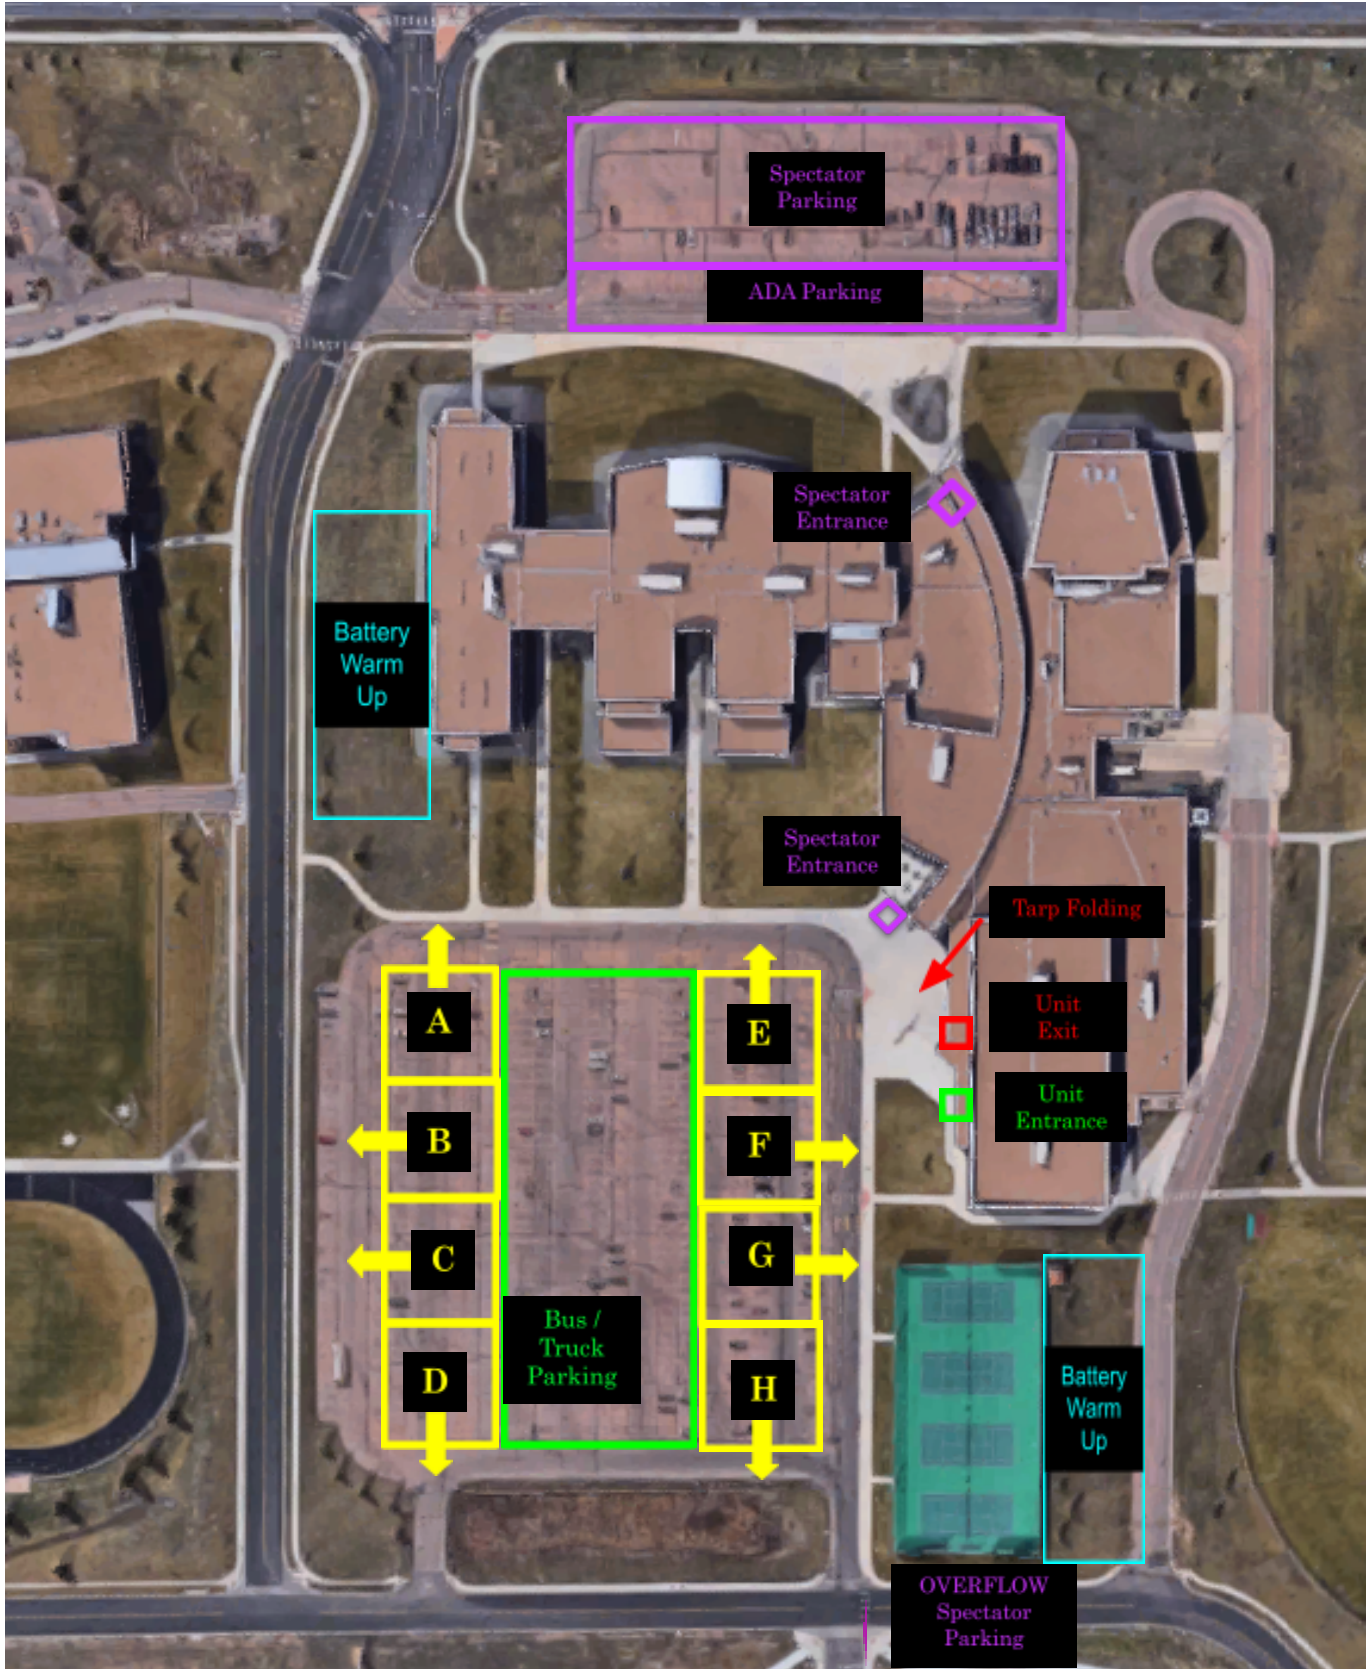 Spectator
Parking
ADA Parking
Spectator
Entrance
Battery
Warm
Up
Spectator
Entrance
Tarp Folding
Unit
Exit
Unit
Entrance
A
B
C
D
E
F
G
H
Bus /
Truck
Parking
Battery
Warm
Up
OVERFLOW
Spectator
Parking